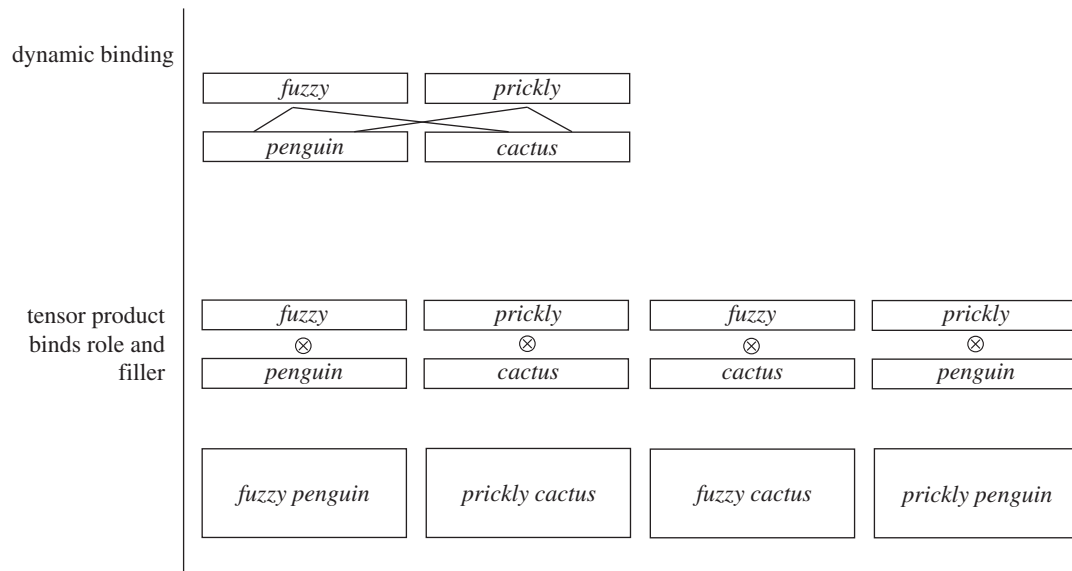 dynamic binding
fuzzy prickly
penguin cactus
tensor product
binds role and
filler
fuzzy prickly fuzzy prickly
⊗ ⊗ ⊗ ⊗
penguin cactus cactus penguin
fuzzy penguin prickly cactus fuzzy cactus prickly penguin